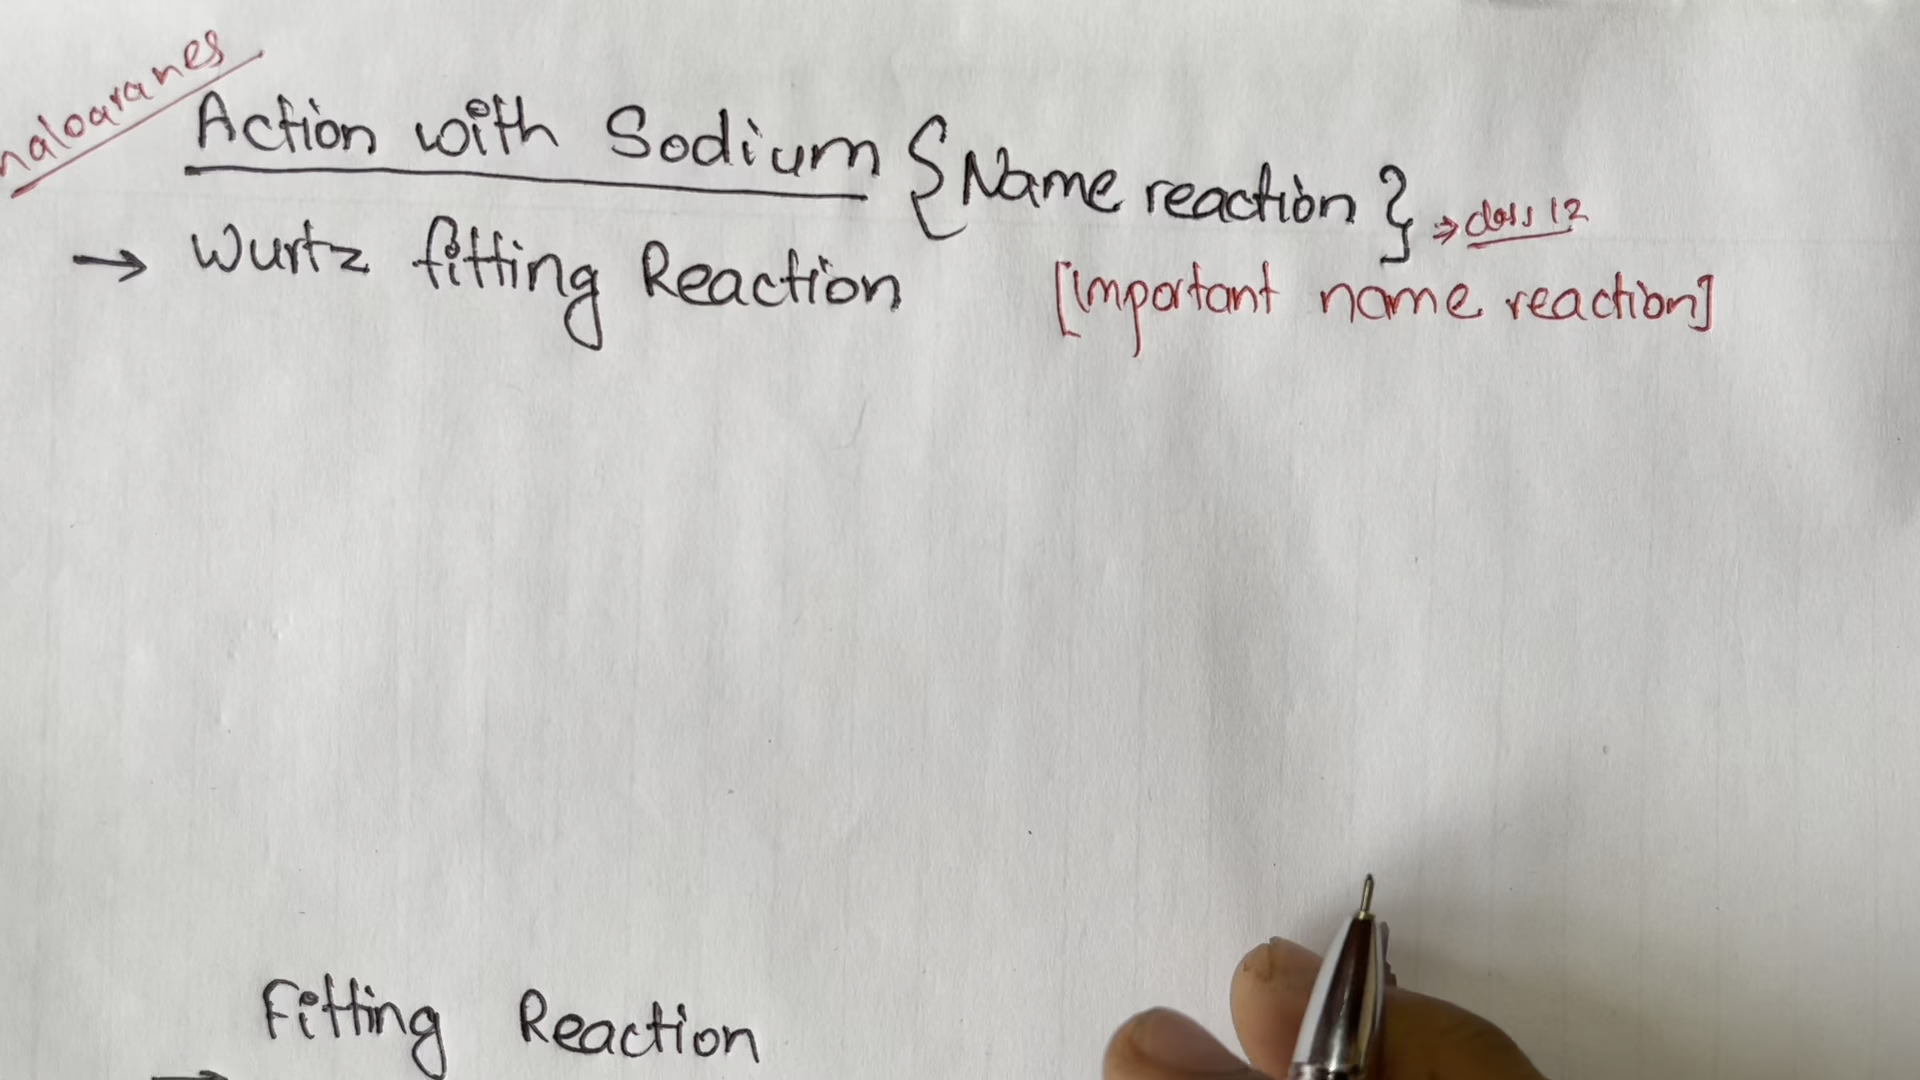 haloaranes
Action with Sodium {Name reaction} ⇒ class 12
→ Wurtz fitting Reaction [Important name reaction]
Fitting Reaction
→